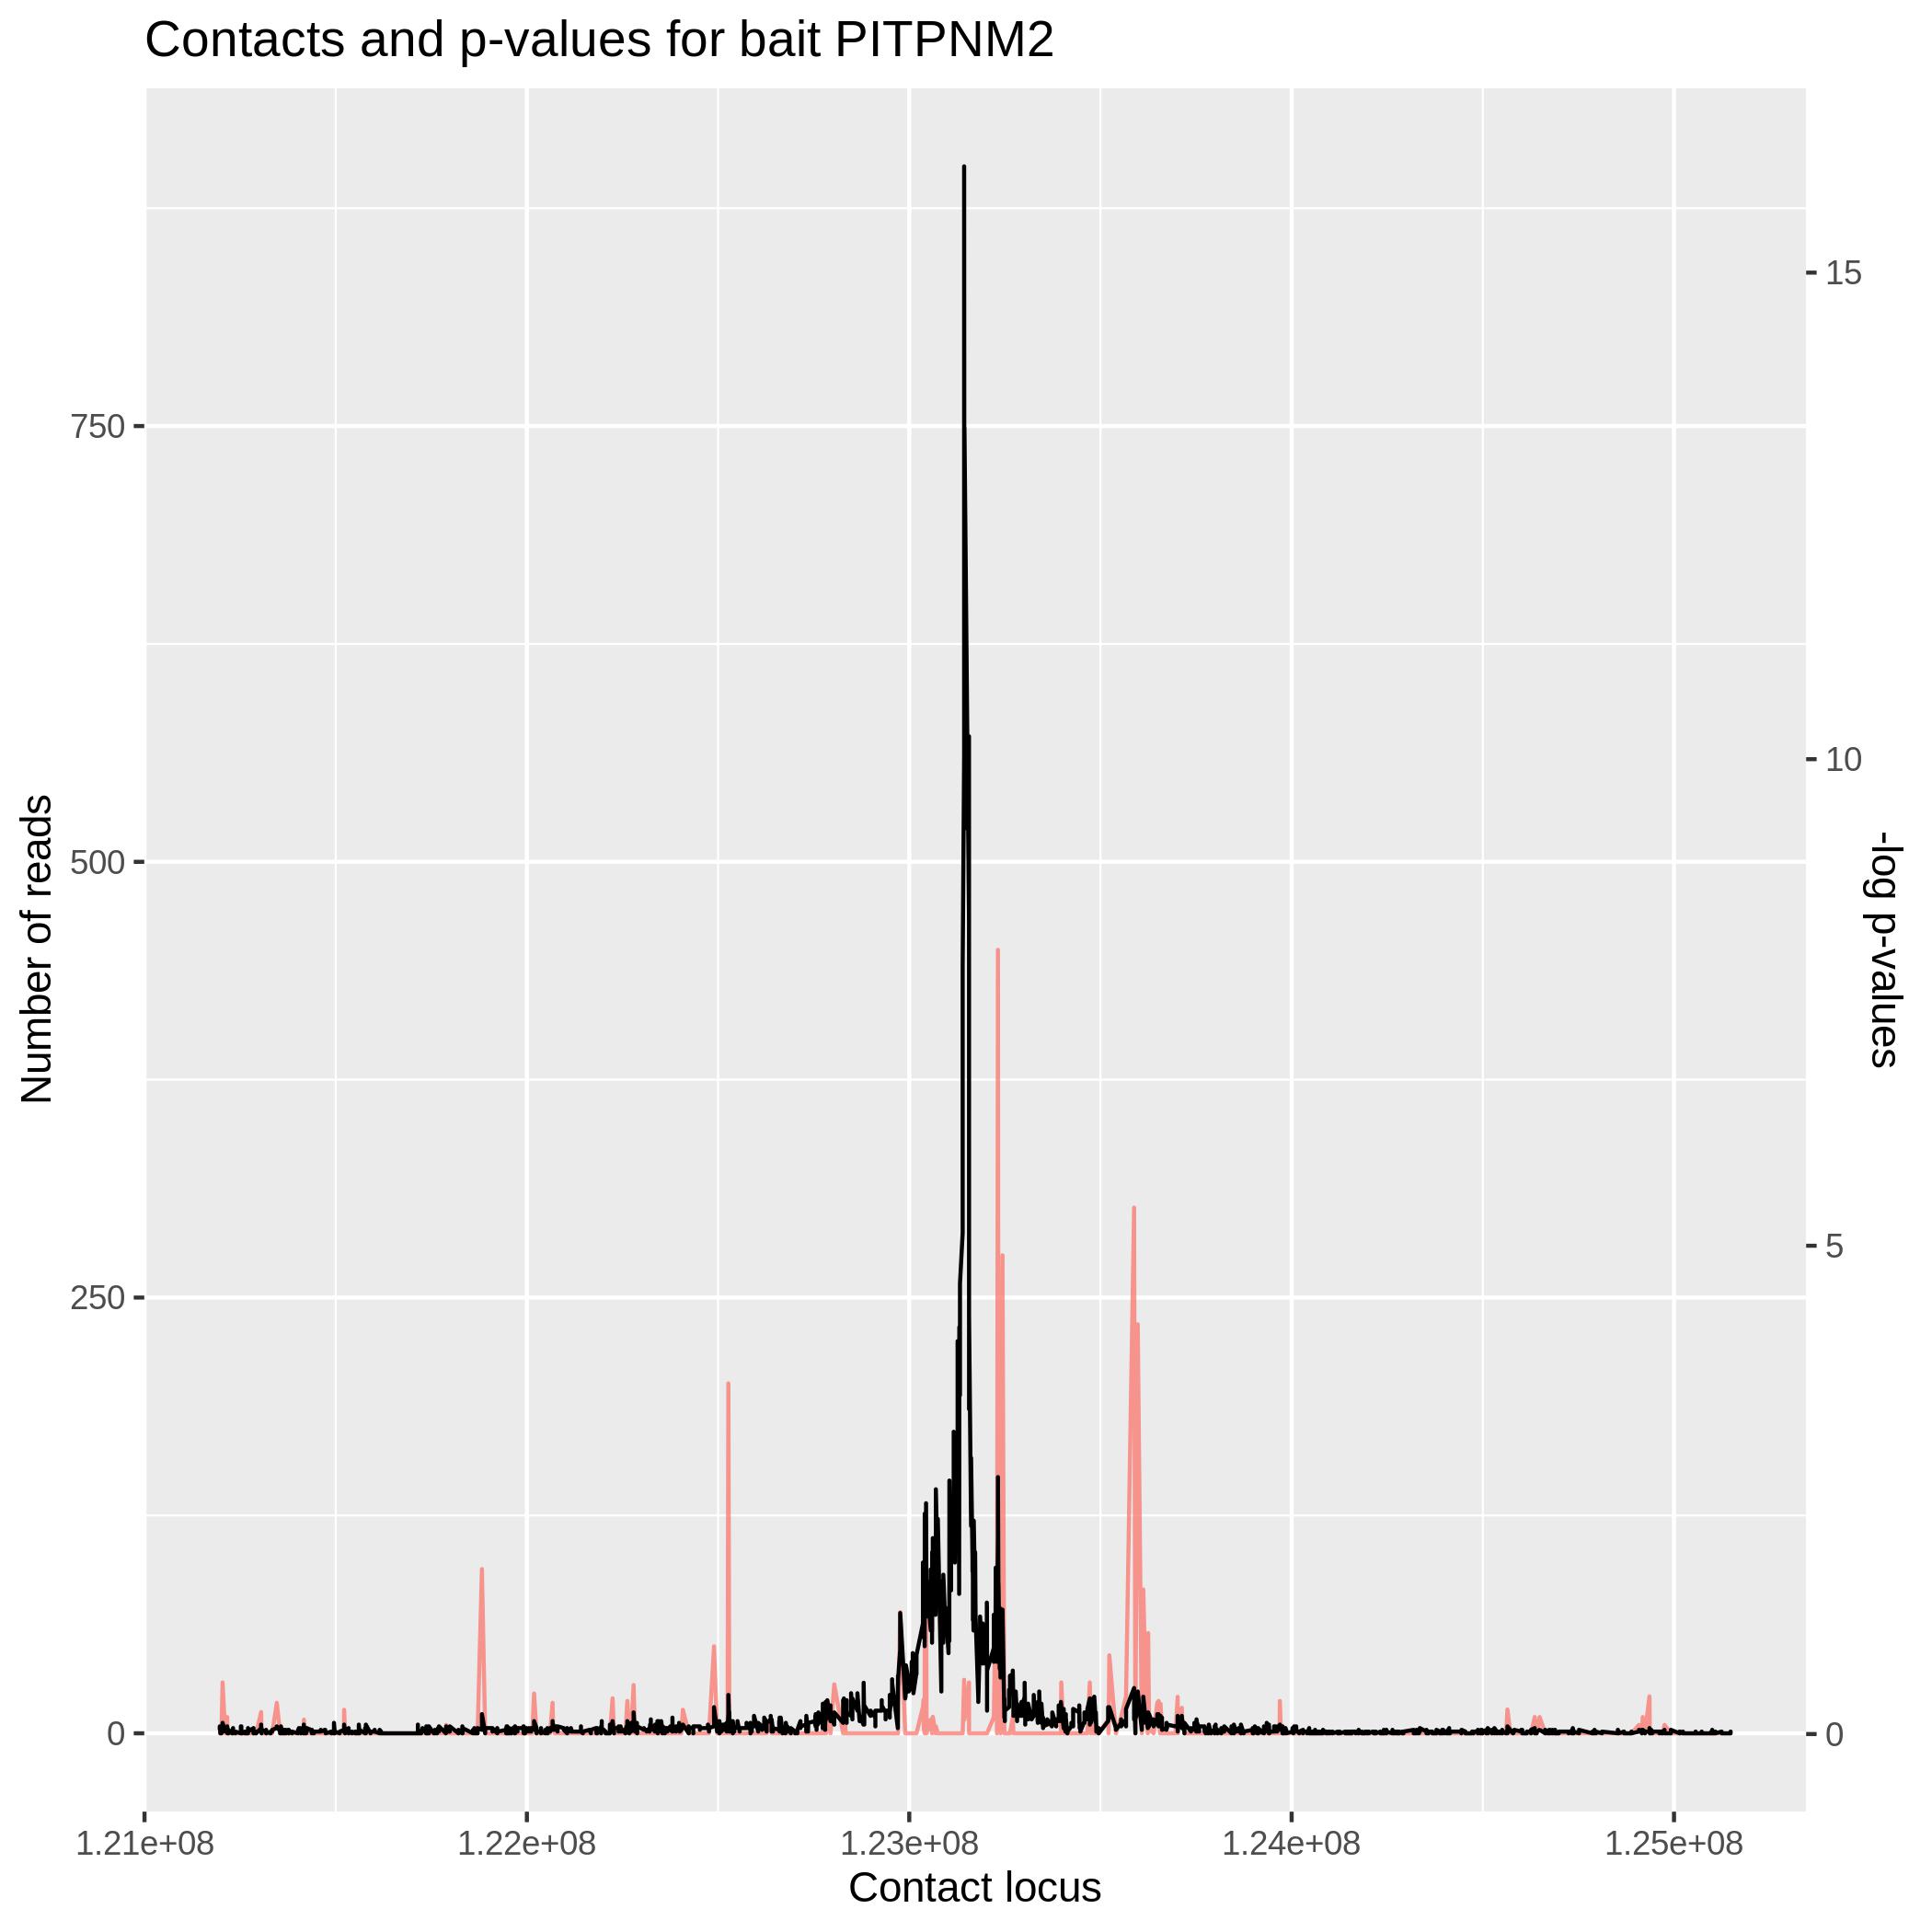 Contacts and p-values for bait PITPNM2
Number of reads
750
500
250
0
15
10
5
0
-log p-values
1.21e+08
1.22e+08
1.23e+08
1.24e+08
1.25e+08
Contact locus